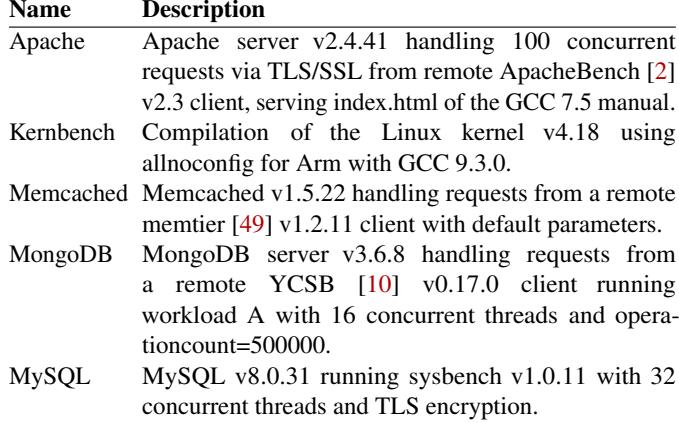 Name Description
Apache Apache server v2.4.41 handling 100 concurrent
requests via TLS/SSL from remote ApacheBench [2]
v2.3 client, serving index.html of the GCC 7.5 manual.
Kernbench Compilation of the Linux kernel v4.18 using
allnoconfig for Arm with GCC 9.3.0.
Memcached Memcached v1.5.22 handling requests from a remote
memtier [49] v1.2.11 client with default parameters.
MongoDB MongoDB server v3.6.8 handling requests from
a remote YCSB [10] v0.17.0 client running
workload A with 16 concurrent threads and opera-
tioncount=500000.
MySQL MySQL v8.0.31 running sysbench v1.0.11 with 32
concurrent threads and TLS encryption.